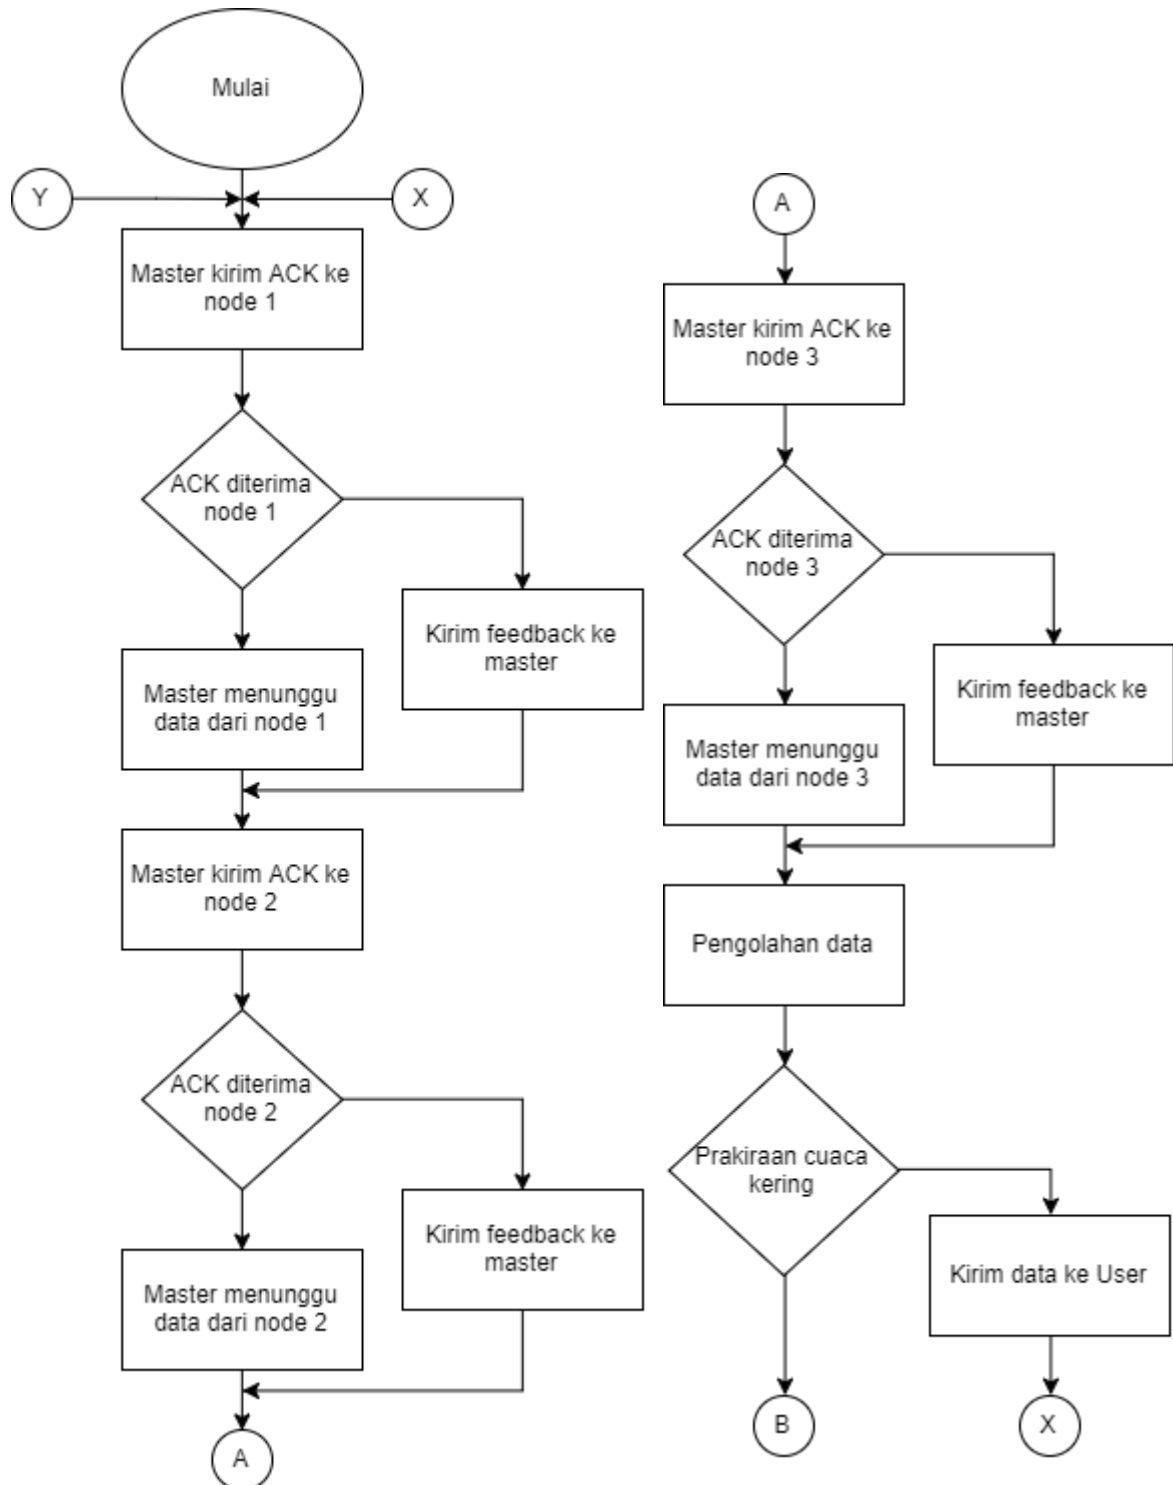 Mulai
Y
X
Master kirim ACK ke
node 1
ACK diterima
node 1
Kirim feedback ke
master
Master menunggu
data dari node 1
Master kirim ACK ke
node 2
ACK diterima
node 2
Kirim feedback ke
master
Master menunggu
data dari node 2
A
A
Master kirim ACK ke
node 3
ACK diterima
node 3
Kirim feedback ke
master
Master menunggu
data dari node 3
Pengolahan data
Prakiraan cuaca
kering
Kirim data ke User
B
X